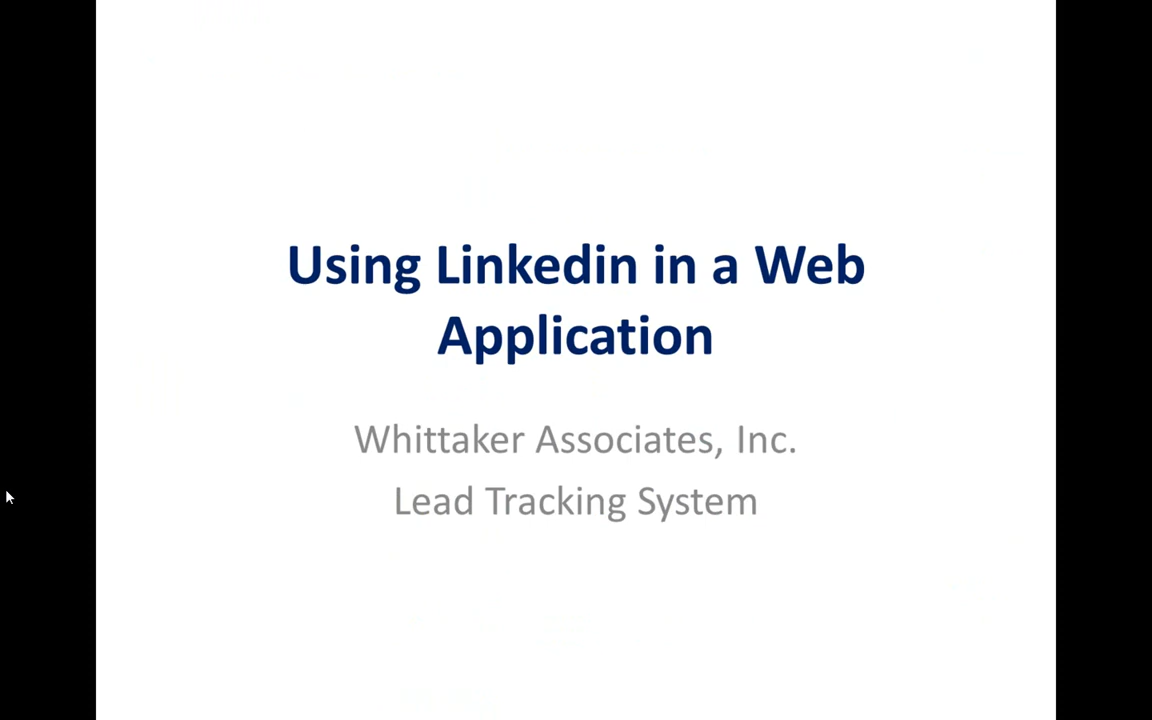 Using Linkedin in a Web
Application
Whittaker Associates, Inc.
Lead Tracking System